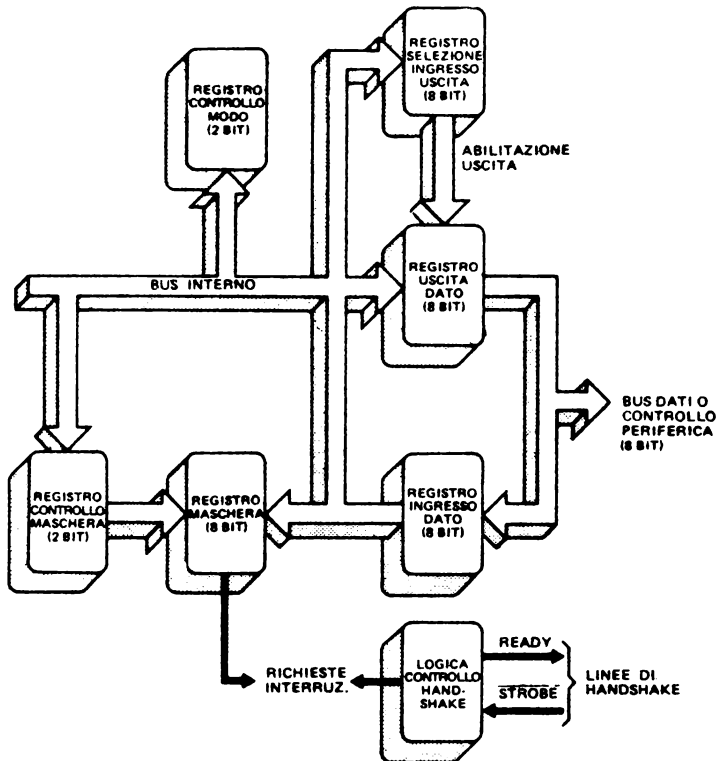 REGISTRO
SELEZIONE
INGRESSO
USCITA
(8 BIT)
REGISTRO
CONTROLLO
MODO
(2 BIT)
ABILITAZIONE
USCITA
BUS INTERNO
REGISTRO
USCITA
DATO
(8 BIT)
BUS DATI O
CONTROLLO
PERIFERICA
(8 BIT)
REGISTRO
CONTROLLO
MASCHERA
(2 BIT)
REGISTRO
MASCHERA
(8 BIT)
REGISTRO
INGRESSO
DATO
(8 BIT)
RICHIESTE
INTERRUZ.
LOGICA
CONTROLLO
HAND-
SHAKE
READY
STROBE
LINEE DI
HANDSHAKE